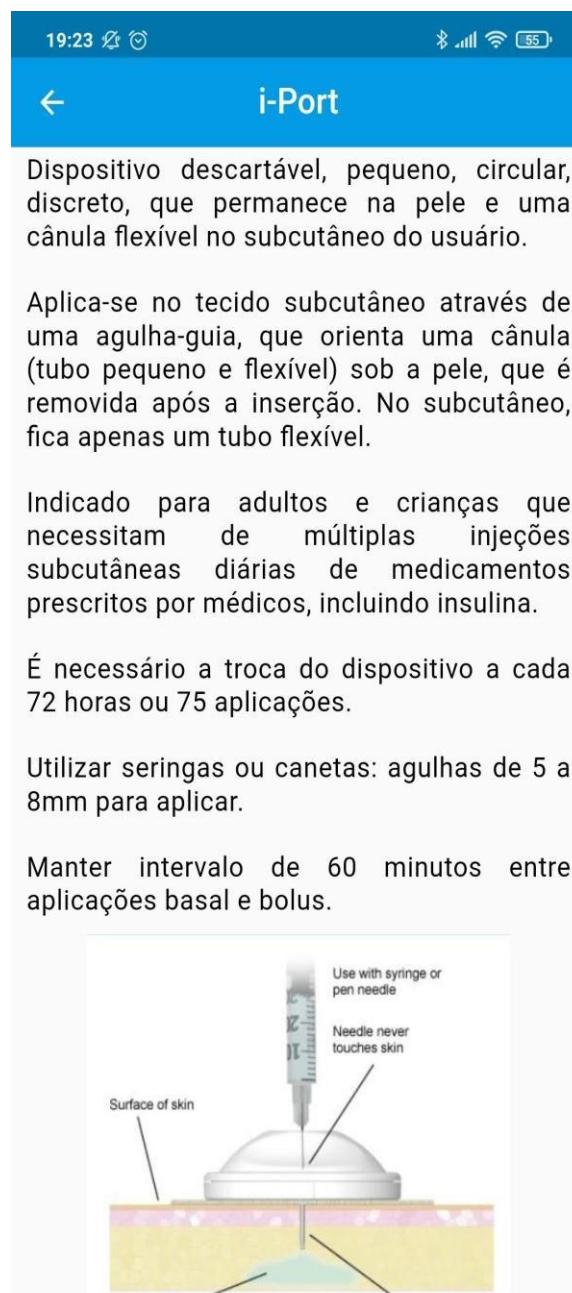 19:23
55
i-Port
Dispositivo descartável, pequeno, circular,
discreto, que permanece na pele e uma
cânula flexível no subcutâneo do usuário.
Aplica-se no tecido subcutâneo através de
uma agulha-guia, que orienta uma cânula
(tubo pequeno e flexível) sob a pele, que é
removida após a inserção. No subcutâneo,
fica apenas um tubo flexível.
Indicado para adultos e crianças que
necessitam de múltiplas injeções
subcutâneas diárias de medicamentos
prescritos por médicos, incluindo insulina.
É necessário a troca do dispositivo a cada
72 horas ou 75 aplicações.
Utilizar seringas ou canetas: agulhas de 5 a
8mm para aplicar.
Manter intervalo de 60 minutos entre
aplicações basal e bolus.
Use with syringe or
pen needle
Needle never
touches skin
Surface of skin
20
10